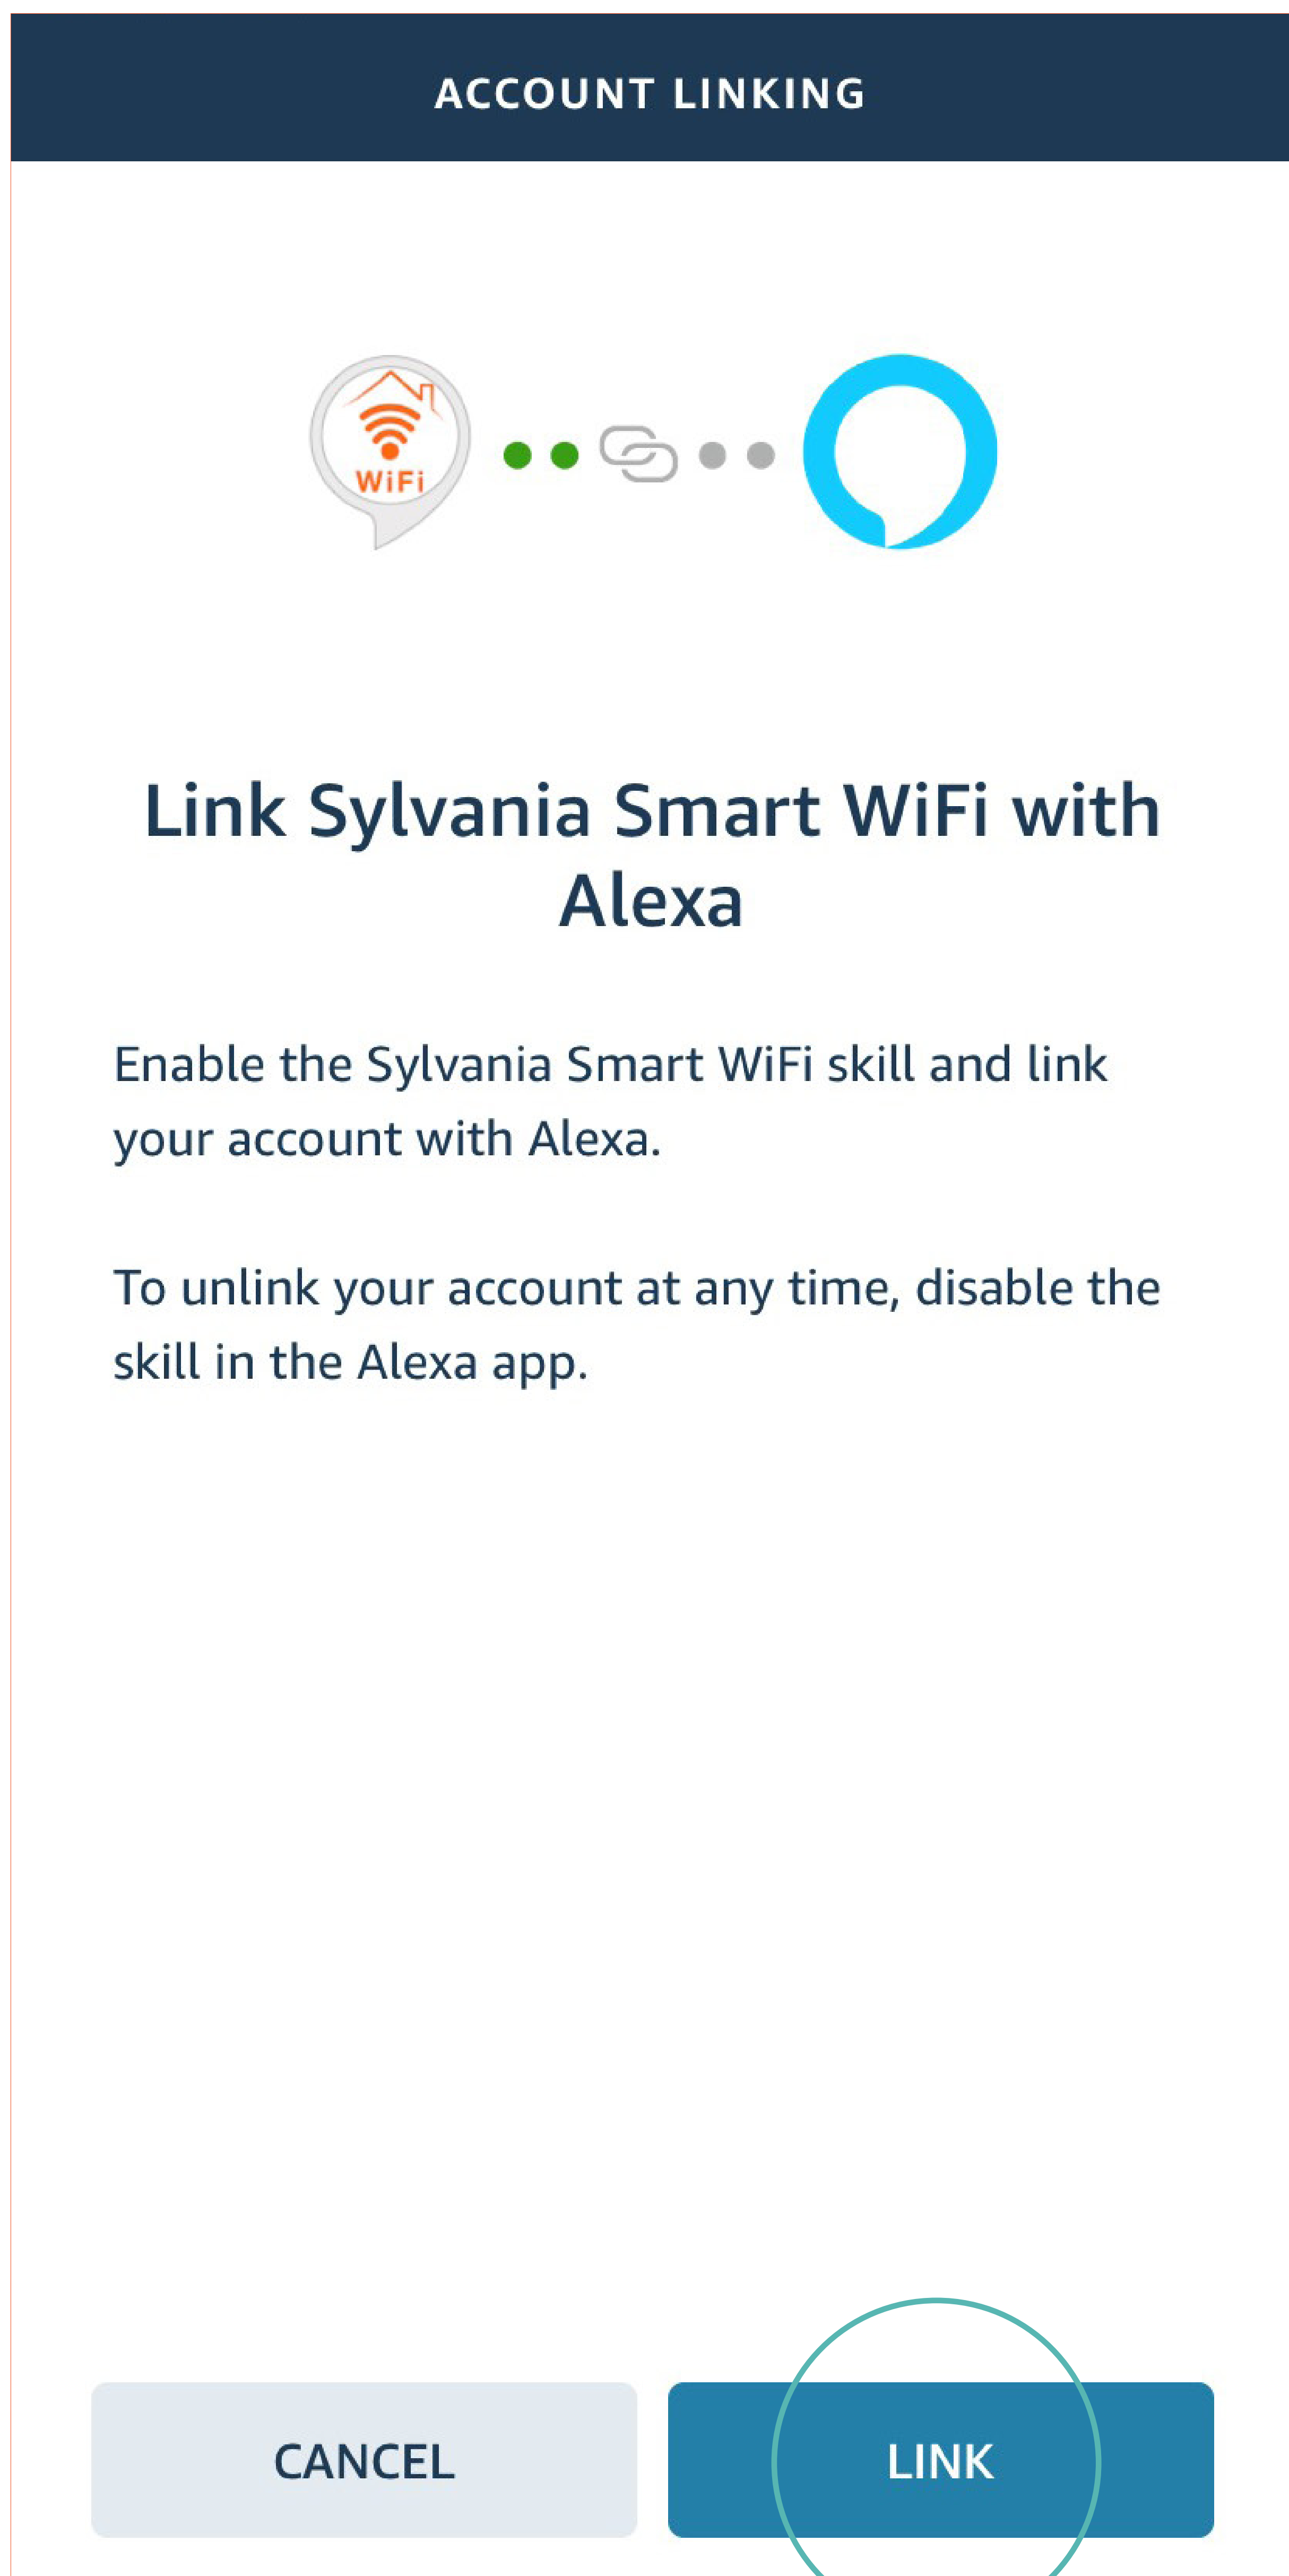 ACCOUNT LINKING
WiFi
Link Sylvania Smart WiFi with
Alexa
Enable the Sylvania Smart WiFi skill and link
your account with Alexa.
To unlink your account at any time, disable the
skill in the Alexa app.
CANCEL
LINK